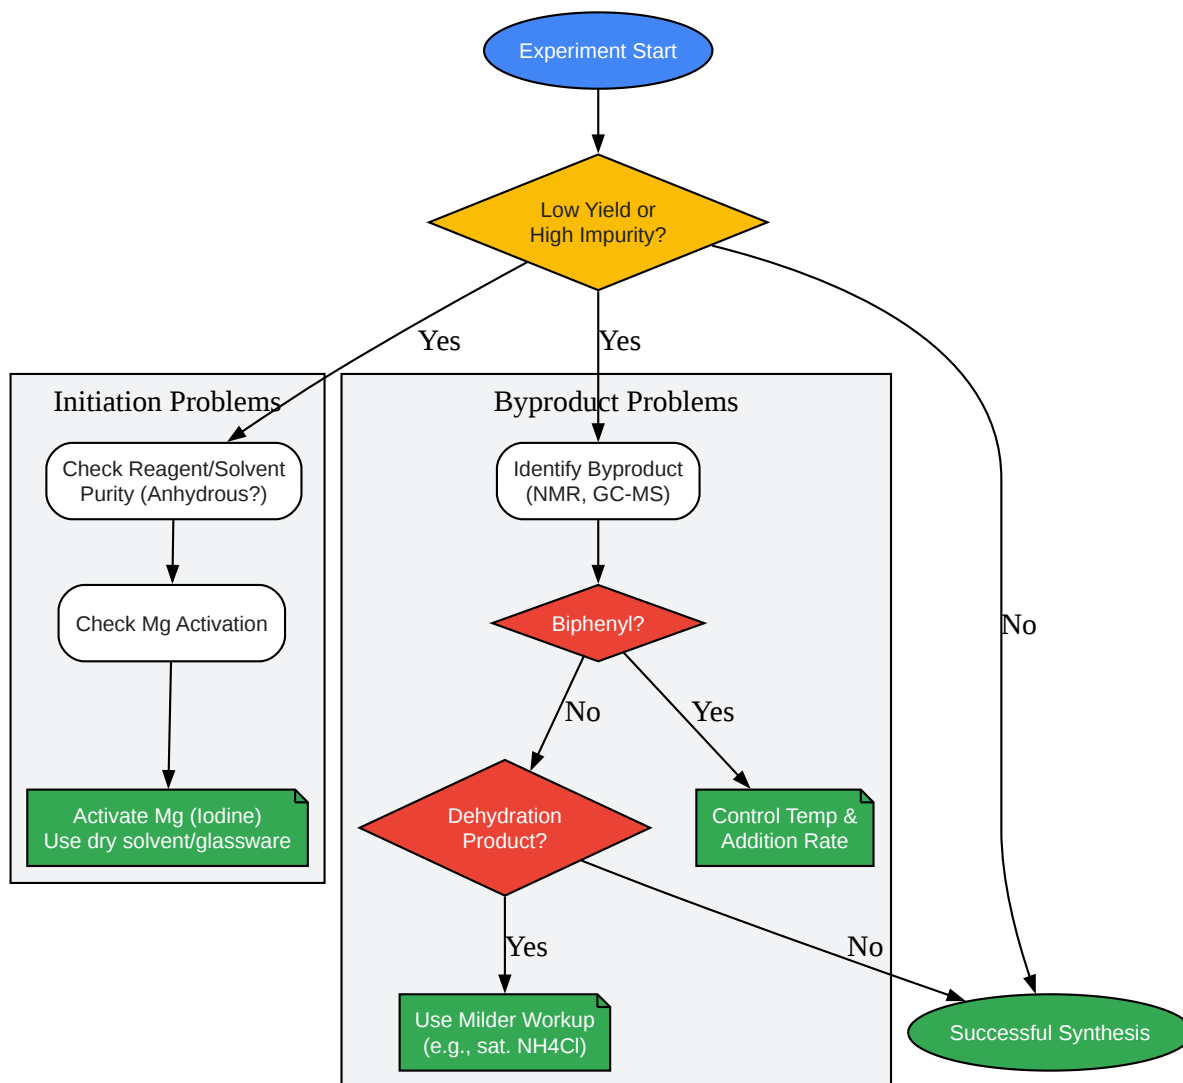 Experiment Start
Low Yield or
High Impurity?
Yes
Yes
Initiation Problems
Byproduct Problems
Check Reagent/Solvent
Purity (Anhydrous?)
Identify Byproduct
(NMR, GC-MS)
Check Mg Activation
Biphenyl?
No
No
Yes
Activate Mg (Iodine)
Use dry solvent/glassware
Dehydration
Product?
Control Temp &
Addition Rate
Yes
No
Use Milder Workup
(e.g., sat. NH4Cl)
Successful Synthesis